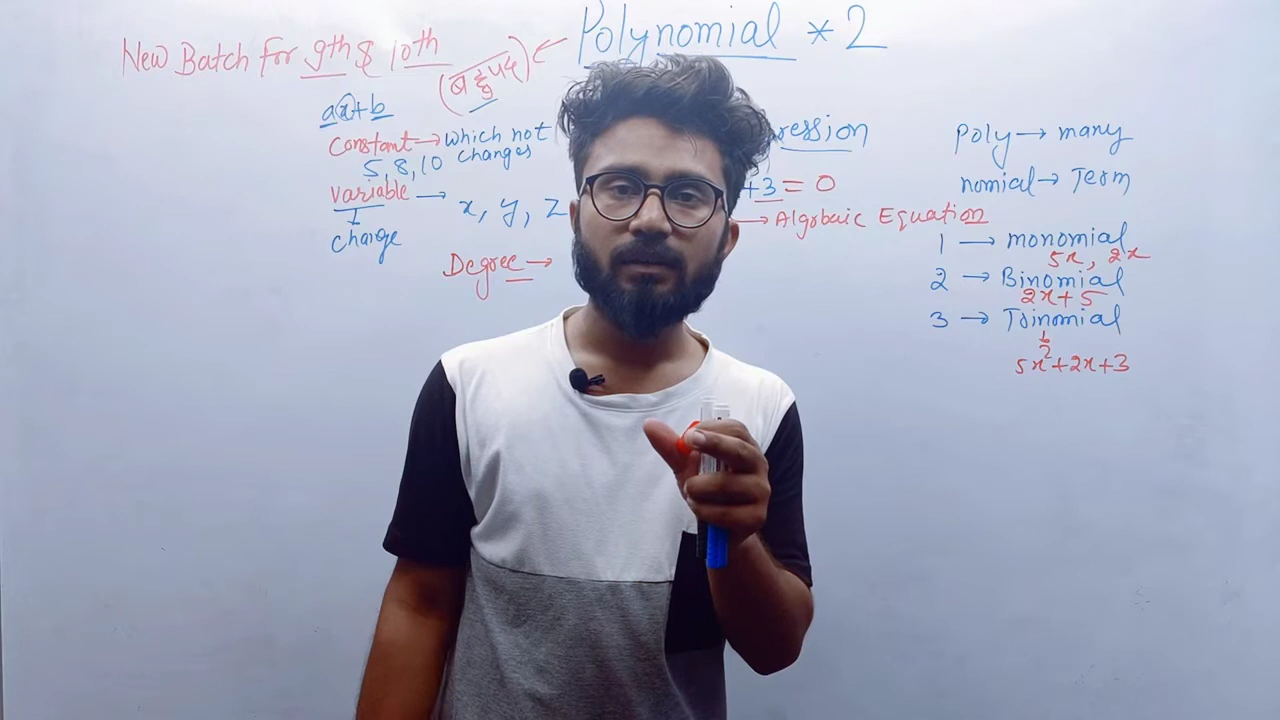 Polynomial * 2
New Batch For 9th & 10th
(बहुपद) ←
ax+b
Constant → which not
changes
5, 8, 10
variable → x, y, z
↓
change
Degree →
ression
+3 = 0
→ Algebaic Equation
Poly → many
nomial → Term
1 → monomial
5x, 2x
2 → Binomial
2x+5
3 → Trinomial
↓
5x²+2x+3